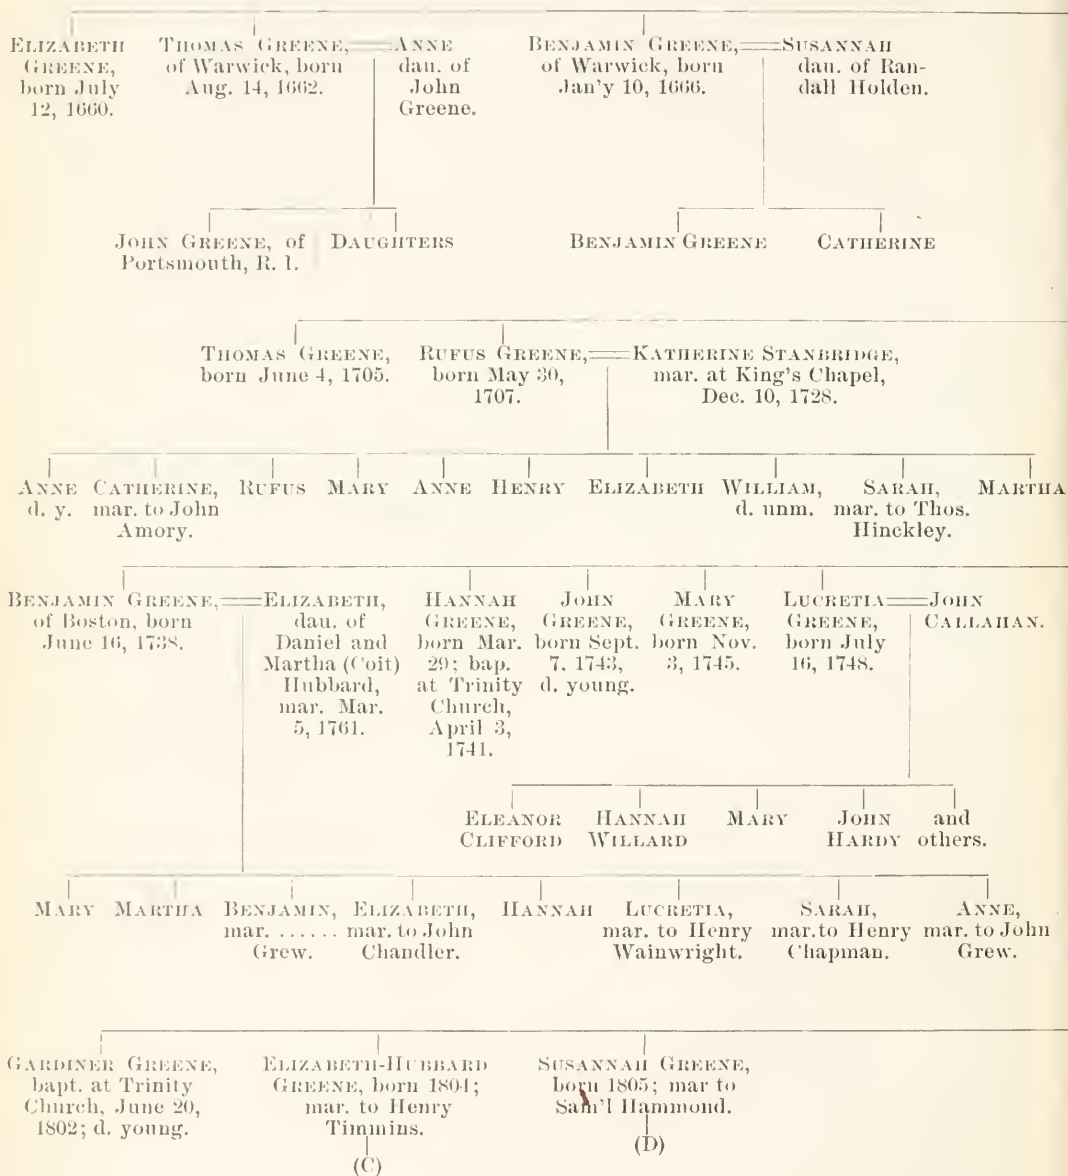 ELIZABETH
GREENE,
born July
12, 1660.
THOMAS GREENE,
of Warwick, born
Aug. 14, 1662.
ANNE
dau. of
John
Greene.
BENJAMIN GREENE,
of Warwick, born
Jan'y 10, 1666.
SUSANNAH
dau. of Ran-
dall Holden.
JOHN GREENE, of
Portsmouth, R. I.
DAUGHTERS
BENJAMIN GREENE
CATHERINE
THOMAS GREENE,
born June 4, 1705.
RUFUS GREENE,
born May 30,
1707.
KATHERINE STANBRIDGE,
mar. at King's Chapel,
Dec. 10, 1728.
ANNE
d. y.
CATHERINE,
mar. to John
Amory.
RUFUS
MARY
ANNE
HENRY
ELIZABETH
WILLIAM,
d. unm.
SARAH,
mar. to Thos.
Hinckley.
MARTHA
BENJAMIN GREENE,
of Boston, born
June 16, 1738.
ELIZABETH,
dau. of
Daniel and
Martha (Coit)
Hubbard,
mar. Mar.
5, 1761.
HANNAH
GREENE,
born Mar.
29; bap.
at Trinity
Church,
April 3,
1741.
JOHN
GREENE,
born Sept.
7. 1743,
d. young.
MARY
GREENE,
born Nov.
3, 1745.
LUCRETIA
GREENE,
born July
16, 1748.
JOHN
CALLAHAN.
ELEANOR
CLIFFORD
HANNAH
WILLARD
MARY
JOHN
HARDY
and
others.
MARY
MARTHA
BENJAMIN,
mar. ......
Grew.
ELIZABETH,
mar. to John
Chandler.
HANNAH
LUCRETIA,
mar. to Henry
Wainwright.
SARAH,
mar.to Henry
Chapman.
ANNE,
mar. to John
Grew.
GARDINER GREENE,
bapt. at Trinity
Church, June 20,
1802; d. young.
ELIZABETH-HUBBARD
GREENE, born 1804;
mar. to Henry
Timmins.
(C)
SUSANNAH GREENE,
born 1805; mar to
Sam'l Hammond.
(D)